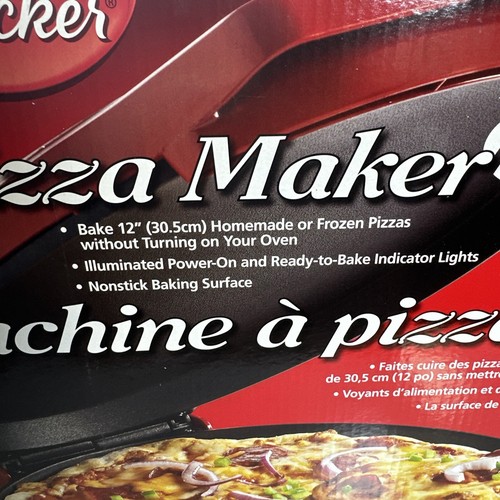 cker®
zza Maker
• Bake 12" (30.5cm) Homemade or Frozen Pizzas
without Turning on Your Oven
• Illuminated Power-On and Ready-to-Bake Indicator Lights
• Nonstick Baking Surface
achine à pizz
• Faites cuire des pizza
de 30,5 cm (12 po) sans mettre
• Voyants d'alimentation et d
• La surface de